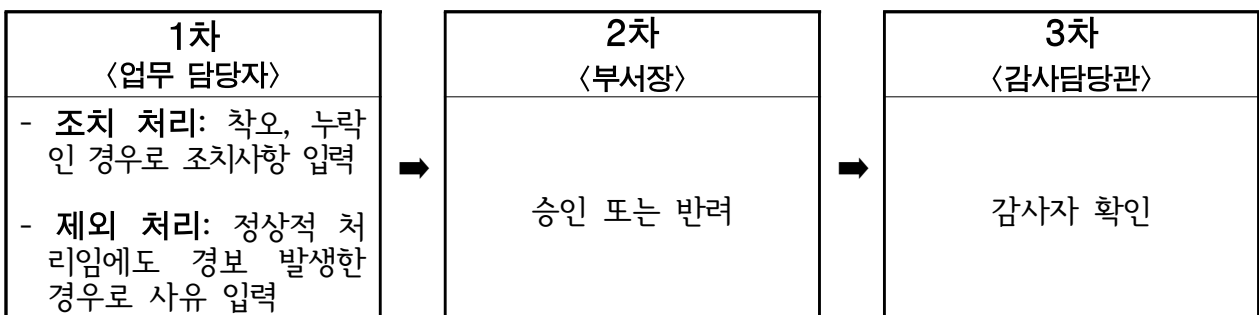 1차
〈업무 담당자〉
- 조치 처리: 착오, 누락
인 경우로 조치사항 입력
- 제외 처리: 정상적 처
리임에도 경보 발생한
경우로 사유 입력
➡
2차
〈부서장〉
승인 또는 반려
➡
3차
〈감사담당관〉
감사자 확인